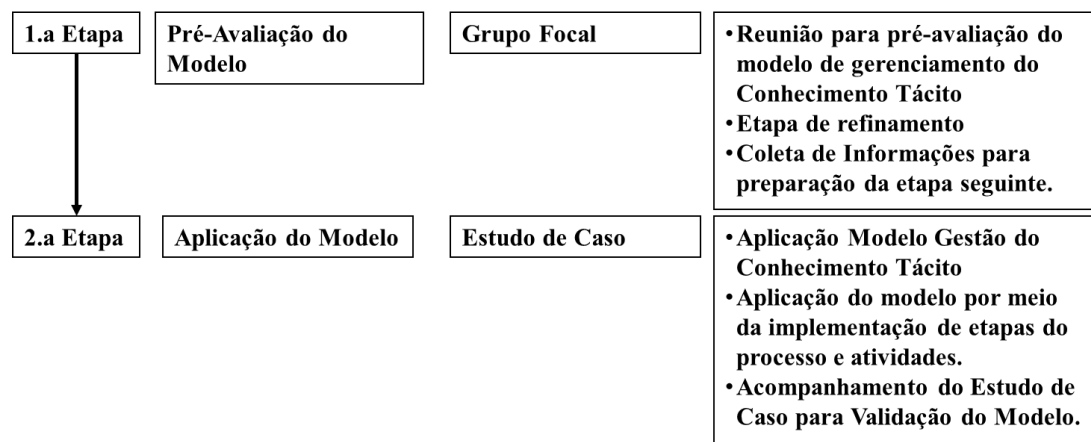 1.a Etapa
Pré-Avaliação do
Modelo
Grupo Focal
•Reunião para pré-avaliação do
modelo de gerenciamento do
Conhecimento Tácito
•Etapa de refinamento
•Coleta de Informações para
preparação da etapa seguinte.
2.a Etapa
Aplicação do Modelo
Estudo de Caso
•Aplicação Modelo Gestão do
Conhecimento Tácito
•Aplicação do modelo por meio
da implementação de etapas do
processo e atividades.
•Acompanhamento do Estudo de
Caso para Validação do Modelo.